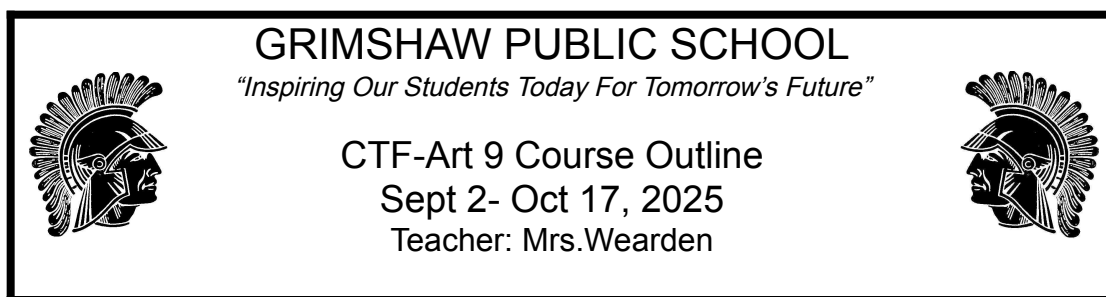 GRIMSHAW PUBLIC SCHOOL
“Inspiring Our Students Today For Tomorrow’s Future”
CTF-Art 9 Course Outline
Sept 2- Oct 17, 2025
Teacher: Mrs.Wearden